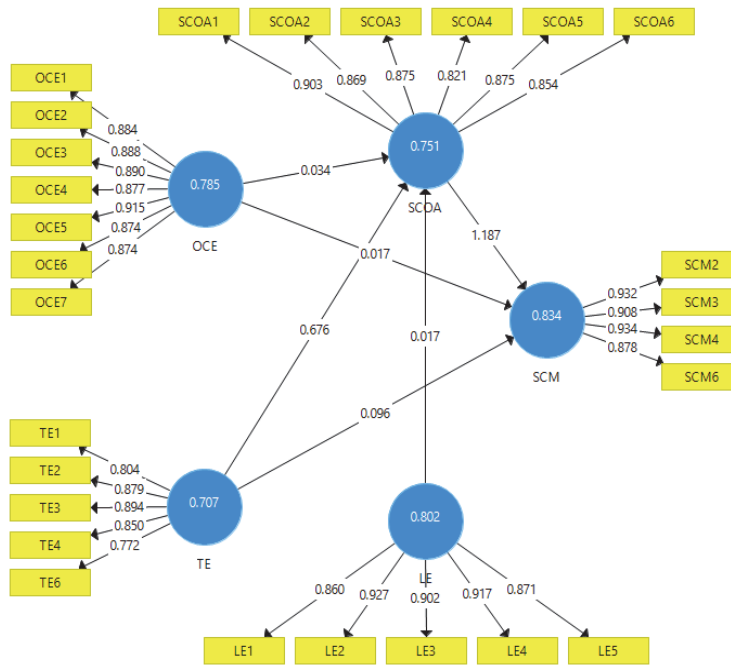 SCOA1 SCOA2 SCOA3 SCOA4 SCOA5 SCOA6
0.903 0.869 0.875 0.821 0.875 0.854
OCE1
OCE2
OCE3
OCE4
OCE5
OCE6
OCE7
0.884
0.888
0.890
0.877
0.915
0.874
0.874
0.785
OCE
0.034
0.751
SCOA
0.017
1.187
0.676
0.017
0.096
0.834
SCM
0.932
0.908
0.934
0.878
SCM2
SCM3
SCM4
SCM6
TE1
TE2
TE3
TE4
TE6
0.804
0.879
0.894
0.850
0.772
0.707
TE
0.802
LE
0.860 0.927 0.902 0.917 0.871
LE1 LE2 LE3 LE4 LE5